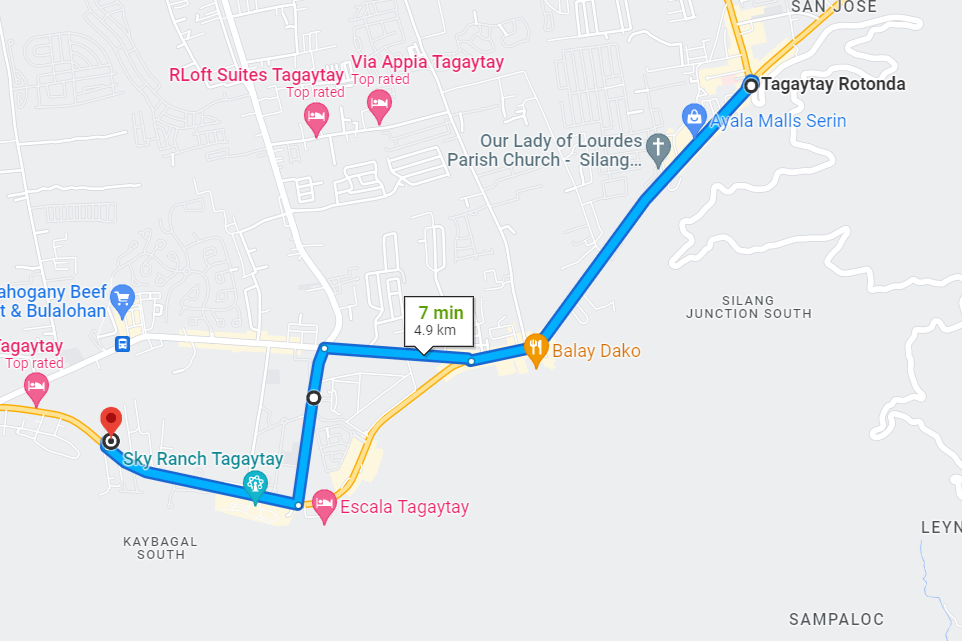 SAN JOSE
Via Appia Tagaytay
Top rated
RLoft Suites Tagaytay
Top rated
Tagaytay Rotonda
Ayala Malls Serin
Our Lady of Lourdes
Parish Church - Silang...
ahogany Beef
t & Bulalohan
SILANG
JUNCTION SOUTH
7 min
4.9 km
Balay Dako
Tagaytay
Top rated
Sky Ranch Tagaytay
Escala Tagaytay
KAYBAGAL
SOUTH
LEYN
SAMPALOC